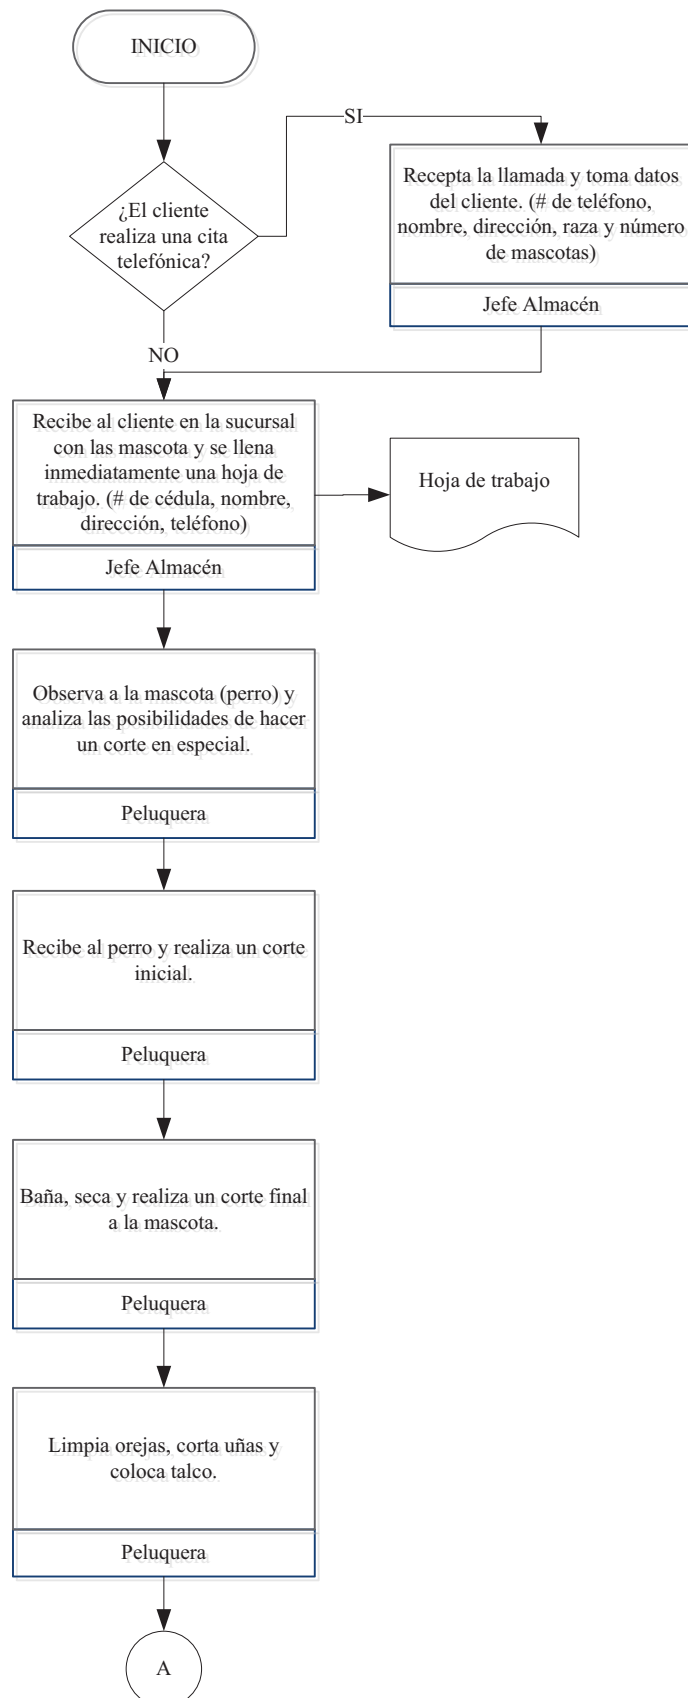 INICIO
SI
¿El cliente
realiza una cita
telefónica?
Recepta la llamada y toma datos
del cliente. (# de teléfono,
nombre, dirección, raza y número
de mascotas)
Jefe Almacén
NO
Recibe al cliente en la sucursal
con las mascota y se llena
inmediatamente una hoja de
trabajo. (# de cédula, nombre,
dirección, teléfono)
Jefe Almacén
Hoja de trabajo
Observa a la mascota (perro) y
analiza las posibilidades de hacer
un corte en especial.
Peluquera
Recibe al perro y realiza un corte
inicial.
Peluquera
Baña, seca y realiza un corte final
a la mascota.
Peluquera
Limpia orejas, corta uñas y
coloca talco.
Peluquera
A